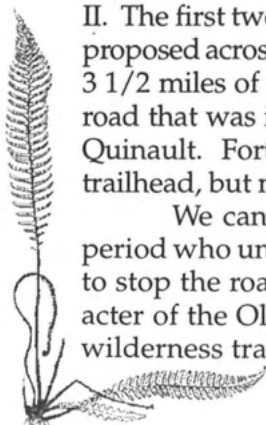 II. The first two
proposed acros
3 1/2 miles of
road that was i
Quinault. Fort
trailhead, but n
We can
period who un
to stop the roa
acter of the Ol
wilderness tra